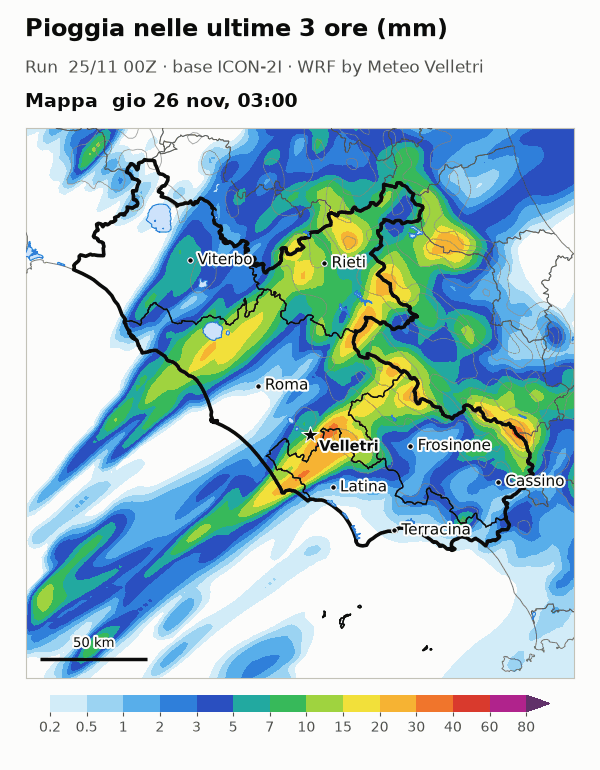 Pioggia nelle ultime 3 ore (mm)
Run 25/11 00Z · base ICON-2I · WRF by Meteo Velletri
Mappa gio 26 nov, 03:00
Viterbo
Rieti
Roma
Velletri
Frosinone
Latina
Cassino
Terracina
50 km
0.2 0.5 1 2 3 5 7 10 15 20 30 40 60 80